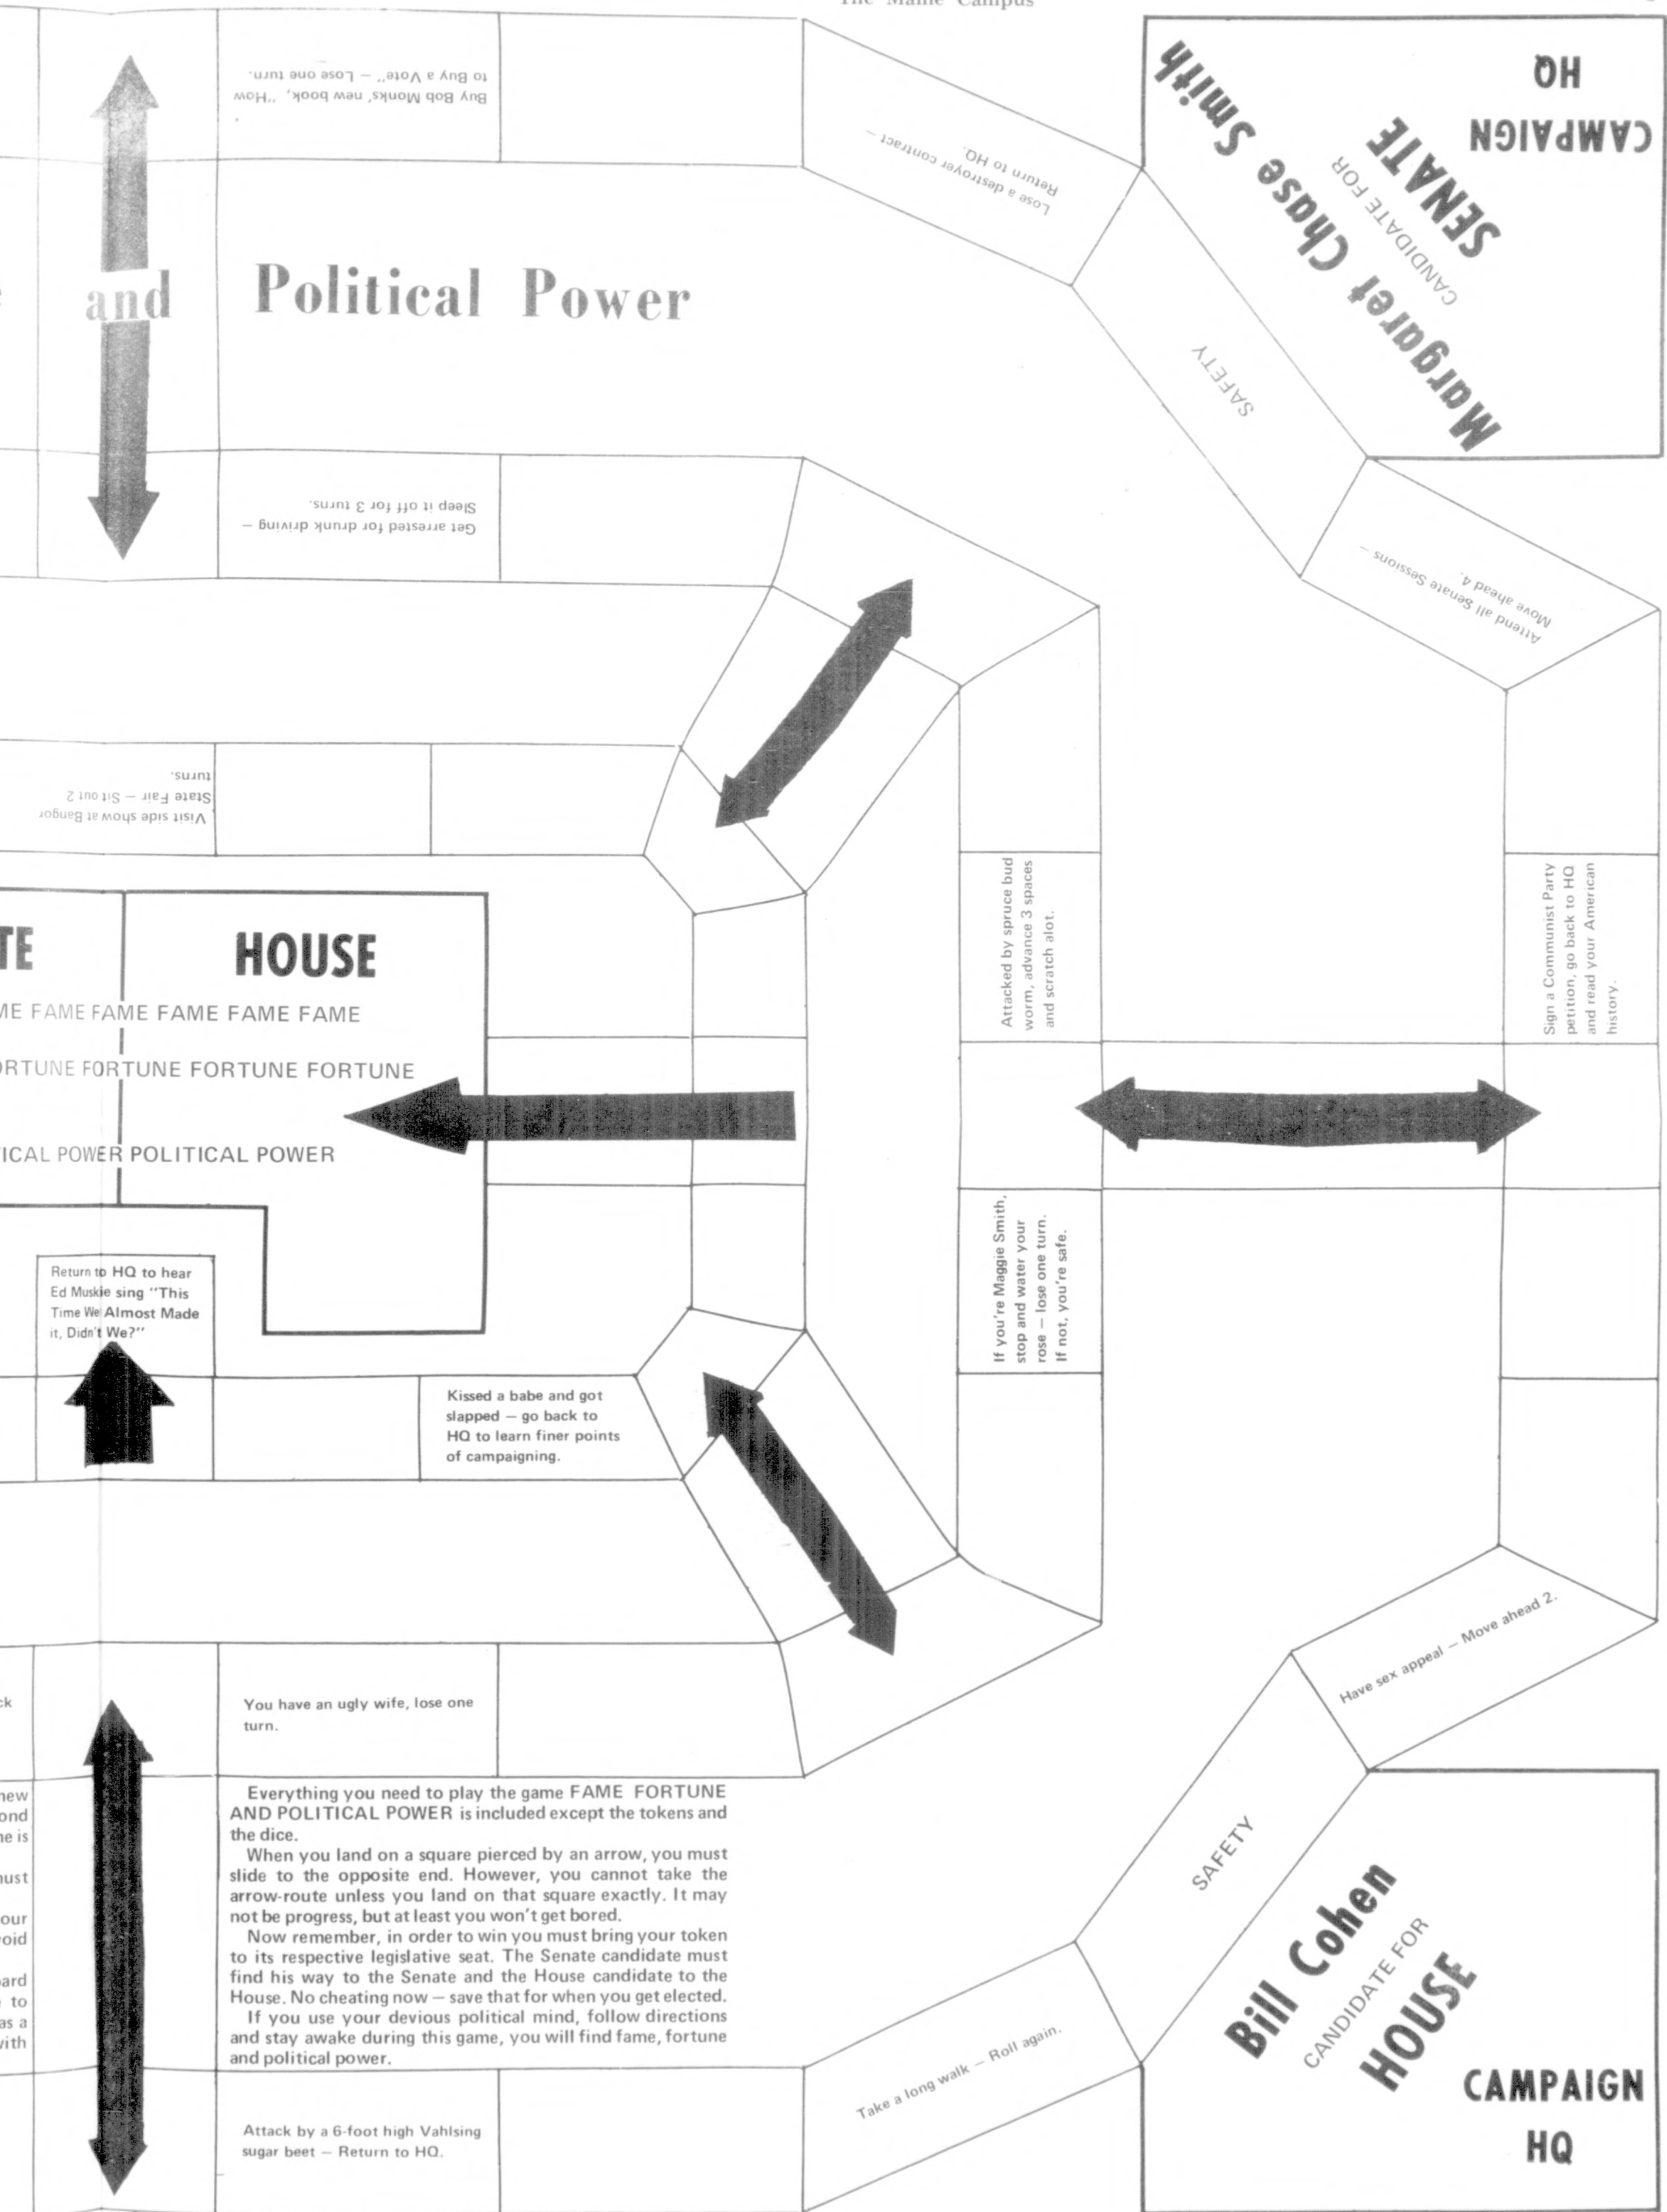 The Maine Campus
Buy Bob Monks' new book, "How
to Buy a Vote" — Lose one turn.
Lose a destroyer contract —
Return to HQ.
Margaret Chase Smith
CANDIDATE FOR
SENATE
CAMPAIGN
HQ
and Political Power
SAFETY
Get arrested for drunk driving —
Sleep it off for 3 turns.
Attend all Senate Sessions —
Move ahead 4.
Visit side show at Bangor
State Fair — Sit out 2
turns.
Attacked by spruce bud
worm, advance 3 spaces
and scratch alot.
Sign a Communist Party
petition, go back to HQ
and read your American
history.
TE
HOUSE
ME FAME FAME FAME FAME FAME
ORTUNE FORTUNE FORTUNE FORTUNE
ICAL POWER POLITICAL POWER
If you're Maggie Smith,
stop and water your
rose — lose one turn.
If not, you're safe.
Return to HQ to hear
Ed Muskie sing "This
Time We Almost Made
it, Didn't We?"
Kissed a babe and got
slapped — go back to
HQ to learn finer points
of campaigning.
Have sex appeal — Move ahead 2.
ck
You have an ugly wife, lose one
turn.
new
ond
ne is
nust
our
oid
ard
to
as a
vith
Everything you need to play the game FAME FORTUNE
AND POLITICAL POWER is included except the tokens and
the dice.
When you land on a square pierced by an arrow, you must
slide to the opposite end. However, you cannot take the
arrow-route unless you land on that square exactly. It may
not be progress, but at least you won't get bored.
Now remember, in order to win you must bring your token
to its respective legislative seat. The Senate candidate must
find his way to the Senate and the House candidate to the
House. No cheating now — save that for when you get elected.
If you use your devious political mind, follow directions
and stay awake during this game, you will find fame, fortune
and political power.
SAFETY
Bill Cohen
CANDIDATE FOR
HOUSE
CAMPAIGN
HQ
Take a long walk — Roll again.
Attack by a 6-foot high Vahlsing
sugar beet — Return to HQ.